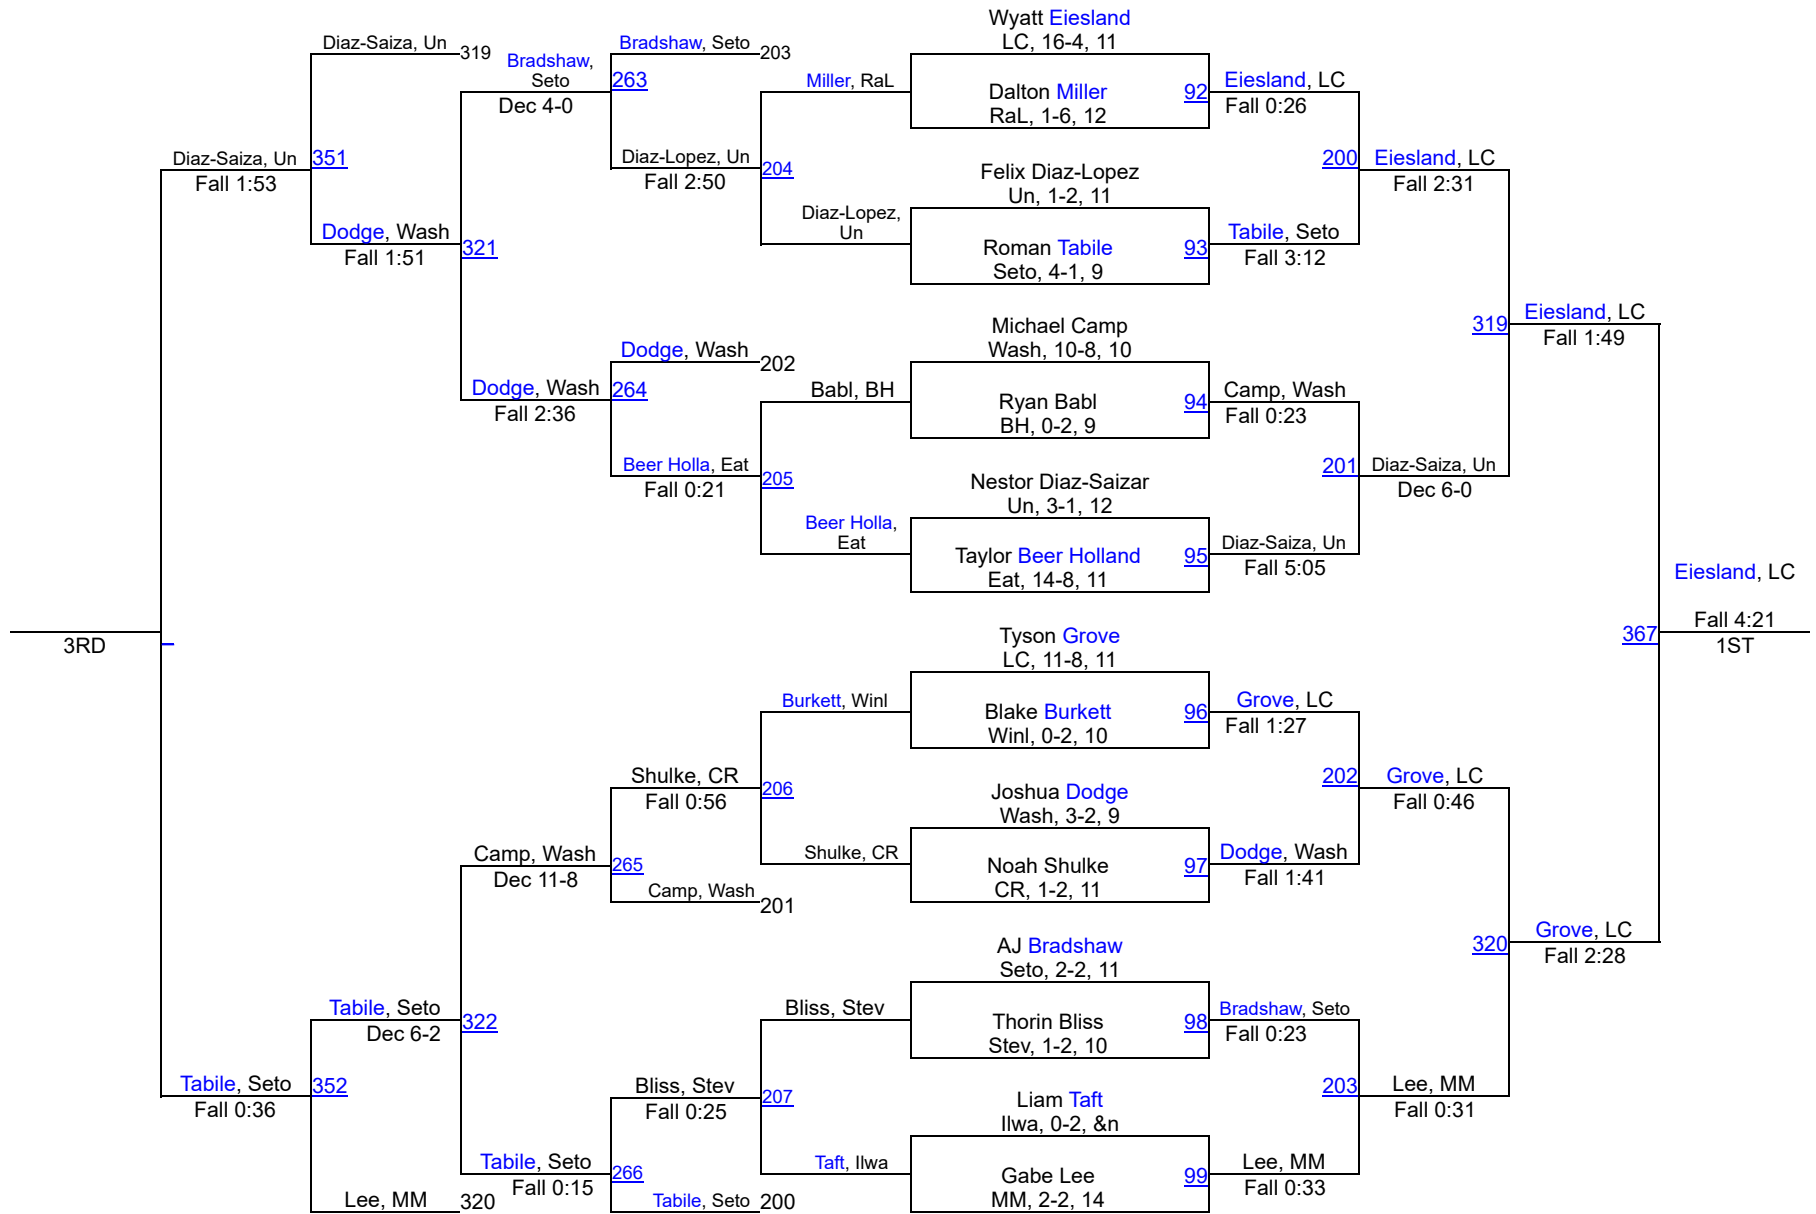 Wyatt Eiesland
LC, 16-4, 11
Diaz-Saiza, Un
319
Bradshaw,
Seto
Dec 4-0
Bradshaw, Seto
203
263
Miller, RaL
Dalton Miller
RaL, 1-6, 12
92
Eiesland, LC
Fall 0:26
Diaz-Saiza, Un
Fall 1:53
351
Diaz-Lopez, Un
Fall 2:50
204
Felix Diaz-Lopez
Un, 1-2, 11
200
Eiesland, LC
Fall 2:31
Dodge, Wash
Fall 1:51
321
Diaz-Lopez,
Un
Roman Tabile
Seto, 4-1, 9
93
Tabile, Seto
Fall 3:12
Michael Camp
Wash, 10-8, 10
319
Eiesland, LC
Fall 1:49
Dodge, Wash
202
Dodge, Wash
Fall 2:36
264
Babl, BH
Ryan Babl
BH, 0-2, 9
94
Camp, Wash
Fall 0:23
Beer Holla, Eat
Fall 0:21
205
Nestor Diaz-Saizar
Un, 3-1, 12
201
Diaz-Saiza, Un
Dec 6-0
Beer Holla,
Eat
Taylor Beer Holland
Eat, 14-8, 11
95
Diaz-Saiza, Un
Fall 5:05
Eiesland, LC
Fall 4:21
1ST
3RD
367
Tyson Grove
LC, 11-8, 11
Burkett, Winl
Blake Burkett
Winl, 0-2, 10
96
Grove, LC
Fall 1:27
Shulke, CR
Fall 0:56
206
Joshua Dodge
Wash, 3-2, 9
202
Grove, LC
Fall 0:46
Camp, Wash
Dec 11-8
265
Shulke, CR
Noah Shulke
CR, 1-2, 11
97
Dodge, Wash
Fall 1:41
Camp, Wash
201
AJ Bradshaw
Seto, 2-2, 11
320
Grove, LC
Fall 2:28
Tabile, Seto
Dec 6-2
322
Bliss, Stev
Thorin Bliss
Stev, 1-2, 10
98
Bradshaw, Seto
Fall 0:23
Tabile, Seto
Fall 0:36
352
Bliss, Stev
Fall 0:25
207
Liam Taft
Ilwa, 0-2, &n
203
Lee, MM
Fall 0:31
Tabile, Seto
Fall 0:15
266
Taft, Ilwa
Gabe Lee
MM, 2-2, 14
99
Lee, MM
Fall 0:33
Lee, MM
320
Tabile, Seto
200